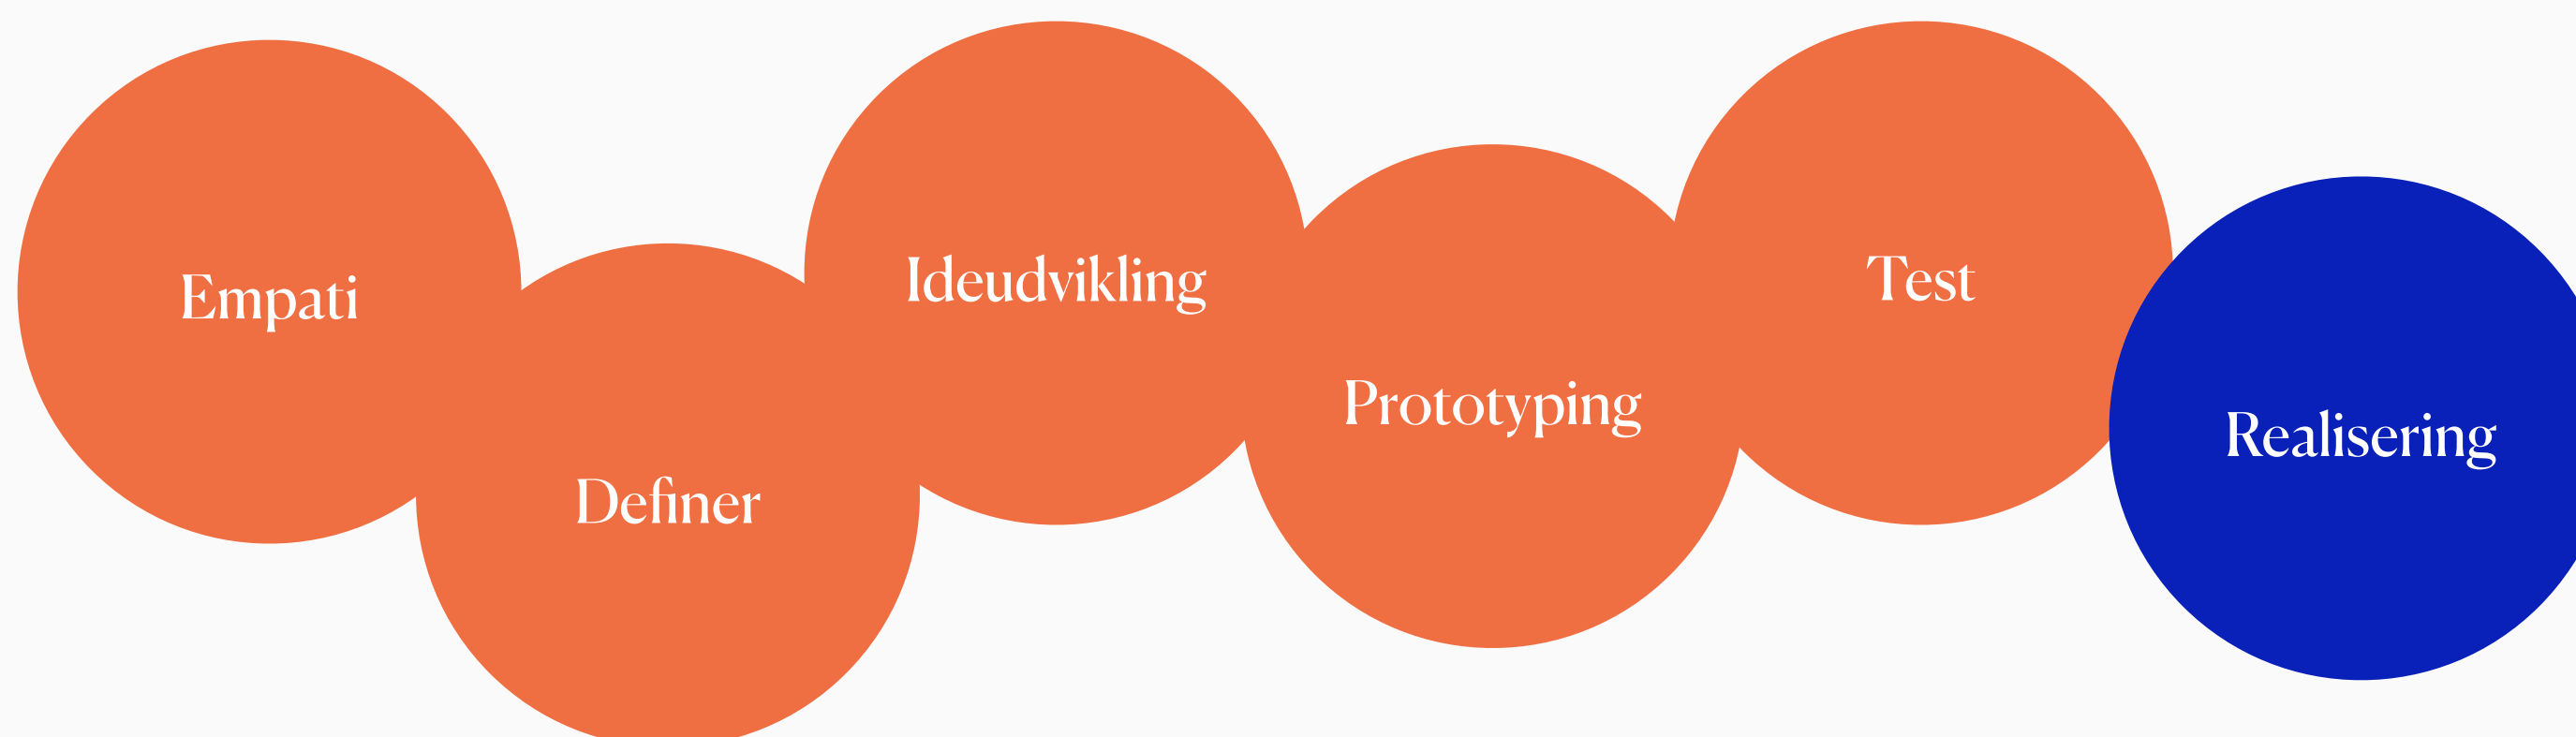 Empati
Definer
Ideudvikling
Prototyping
Test
Realisering